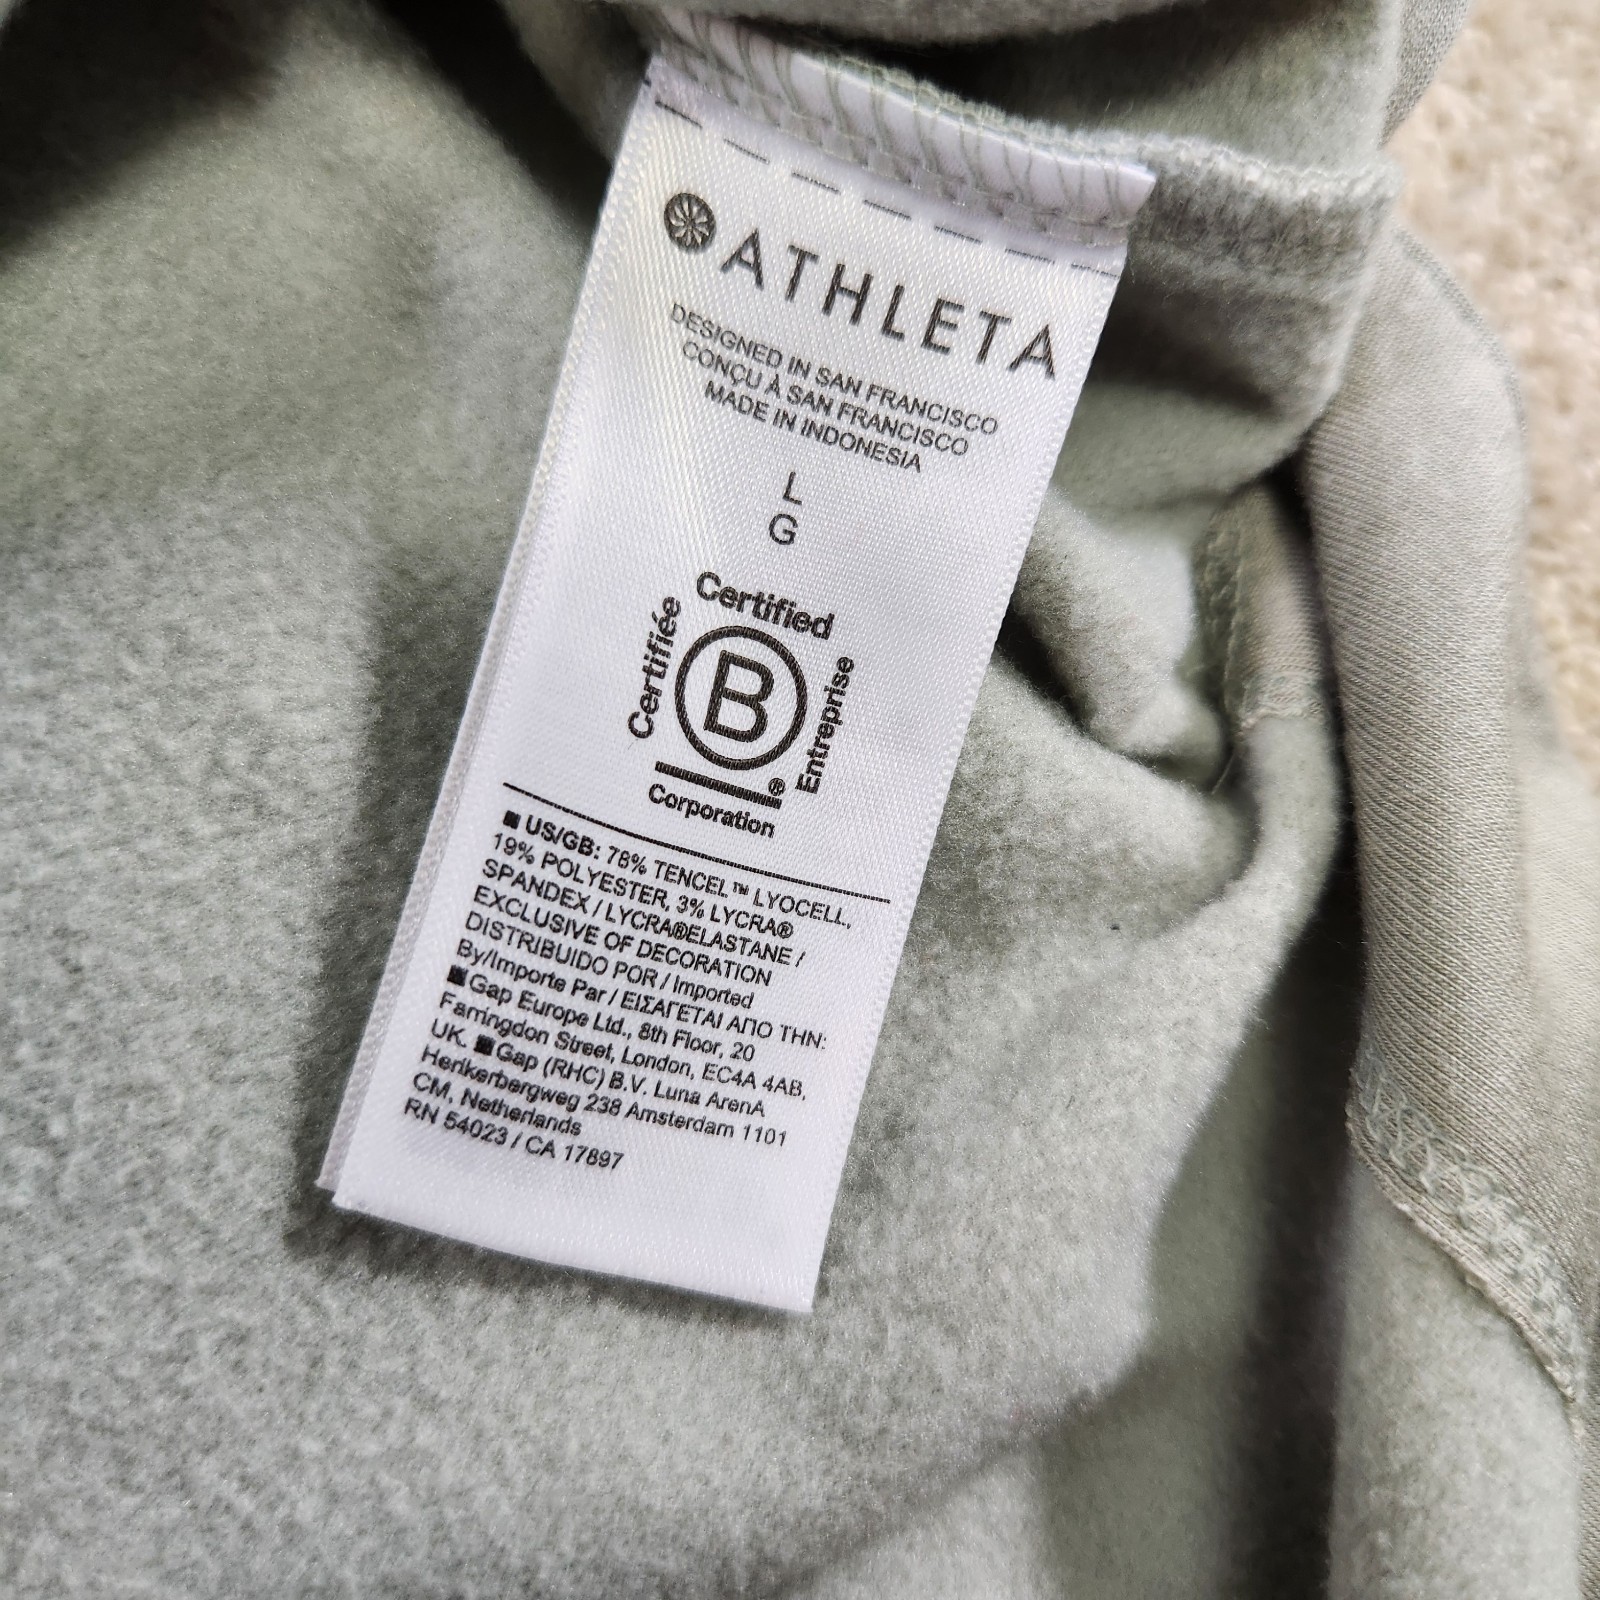 ATHLETA
DESIGNED IN SAN FRANCISCO
CONÇU À SAN FRANCISCO
MADE IN INDONESIA
L
G
Certified
Certifiée
B
Entreprise
®
Corporation
US/GB: 78% TENCEL™ LYOCELL,
19% POLYESTER, 3% LYCRA®
SPANDEX / LYCRA®ELASTANE /
EXCLUSIVE OF DECORATION
DISTRIBUIDO POR / Imported
By/Importe Par / ΕΙΣΑΓΕΤΑΙ ΑΠΟ ΤΗΝ:
Gap Europe Ltd., 8th Floor, 20
Farringdon Street, London, EC4A 4AB,
UK. Gap (RHC) B.V. Luna ArenA
Herikerbergweg 238 Amsterdam 1101
CM, Netherlands
RN 54023 / CA 17897